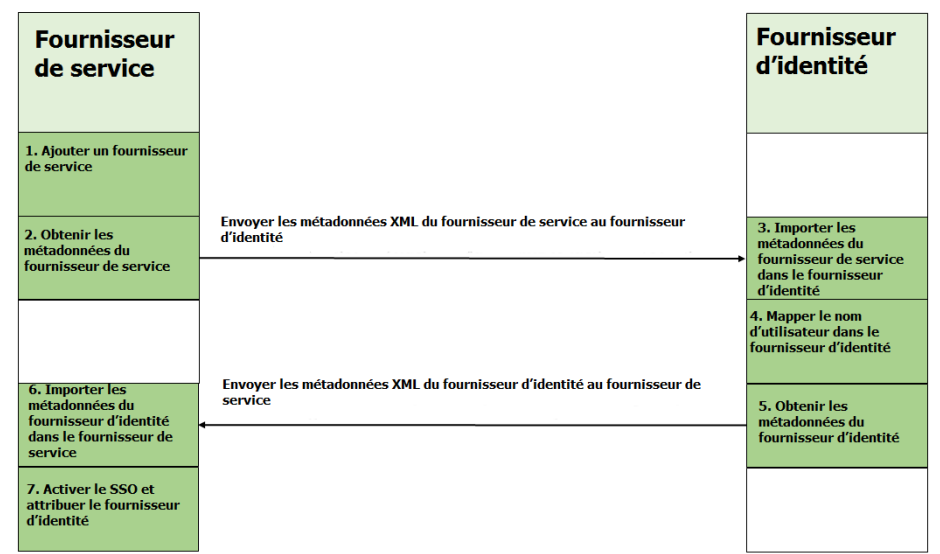 Fournisseur
de service
Fournisseur
d’identité
1. Ajouter un fournisseur
de service
2. Obtenir les
métadonnées du
fournisseur de service
Envoyer les métadonnées XML du fournisseur de service au fournisseur
d’identité
3. Importer les
métadonnées du
fournisseur de service
dans le fournisseur
d’identité
4. Mapper le nom
d’utilisateur dans le
fournisseur d’identité
5. Obtenir les
métadonnées du
fournisseur d’identité
Envoyer les métadonnées XML du fournisseur d’identité au fournisseur de
service
6. Importer les
métadonnées du
fournisseur d’identité
dans le fournisseur de
service
7. Activer le SSO et
attribuer le fournisseur
d’identité